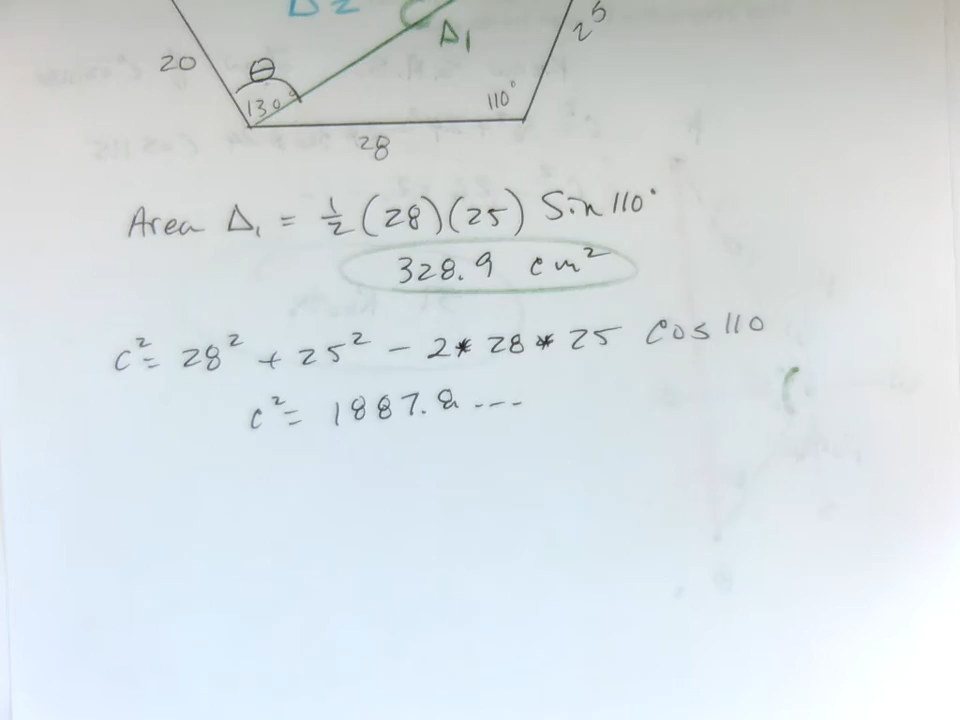 Δ2
C
Δ1
25
20
θ
130°
110°
28
Area Δ1 = 1/2 (28)(25) Sin 110°
328.9 cm²
c² = 28² + 25² - 2 * 28 * 25 cos 110
c² = 1887.8 ---